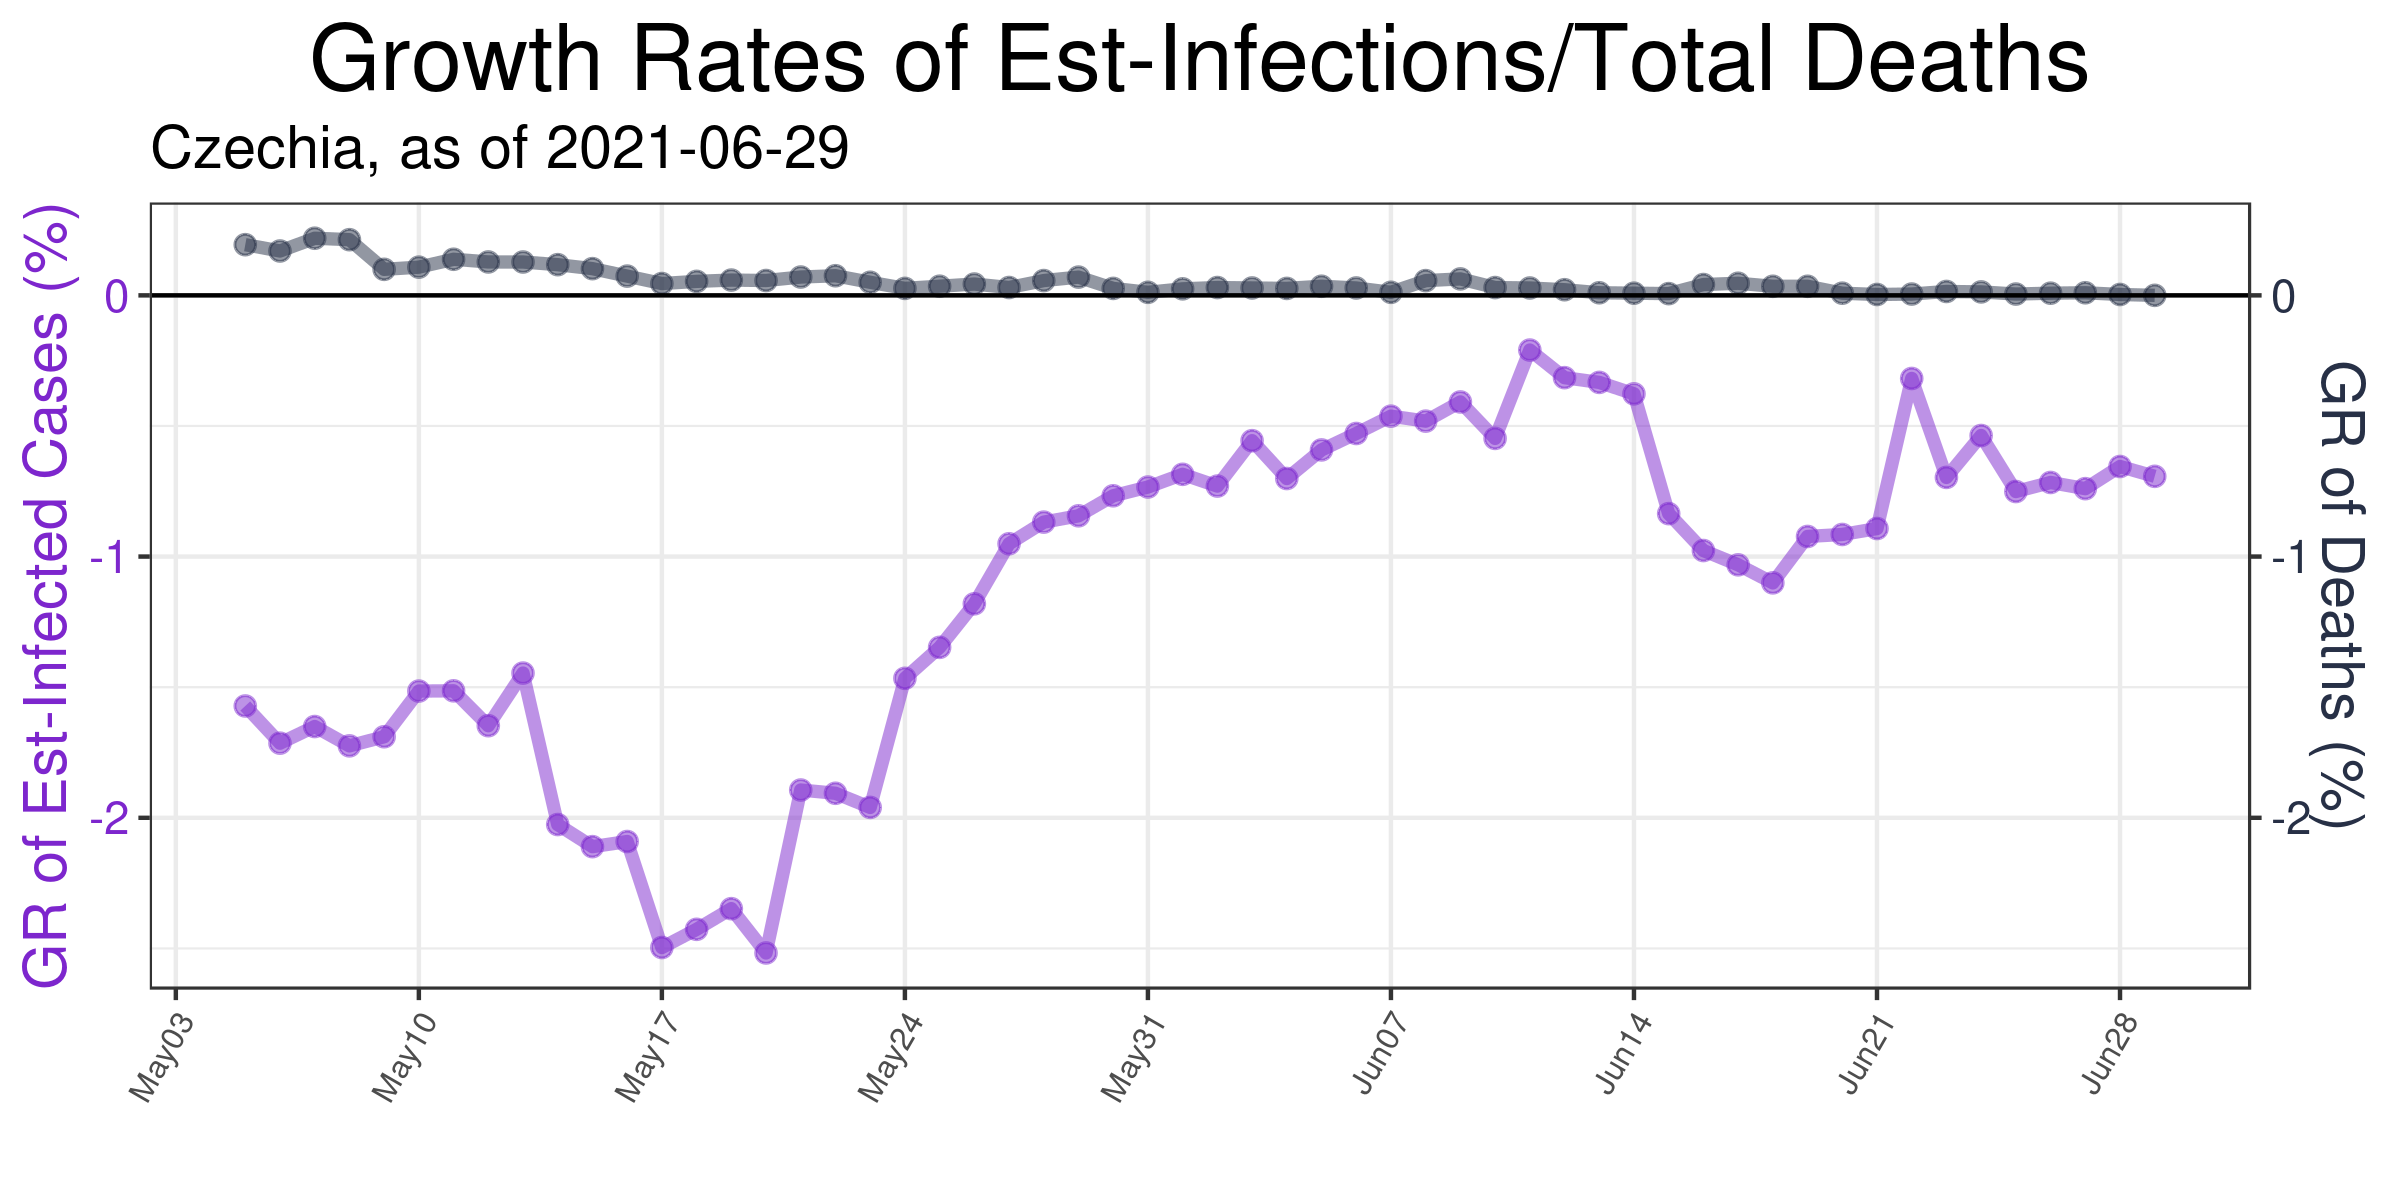 Growth Rates of Est-Infections/Total Deaths
Czechia, as of 2021-06-29
GR of Est-Infected Cases (%)
0
-1
-2
0
-1
-2
GR of Deaths (%)
May03
May10
May17
May24
May31
Jun07
Jun14
Jun21
Jun28